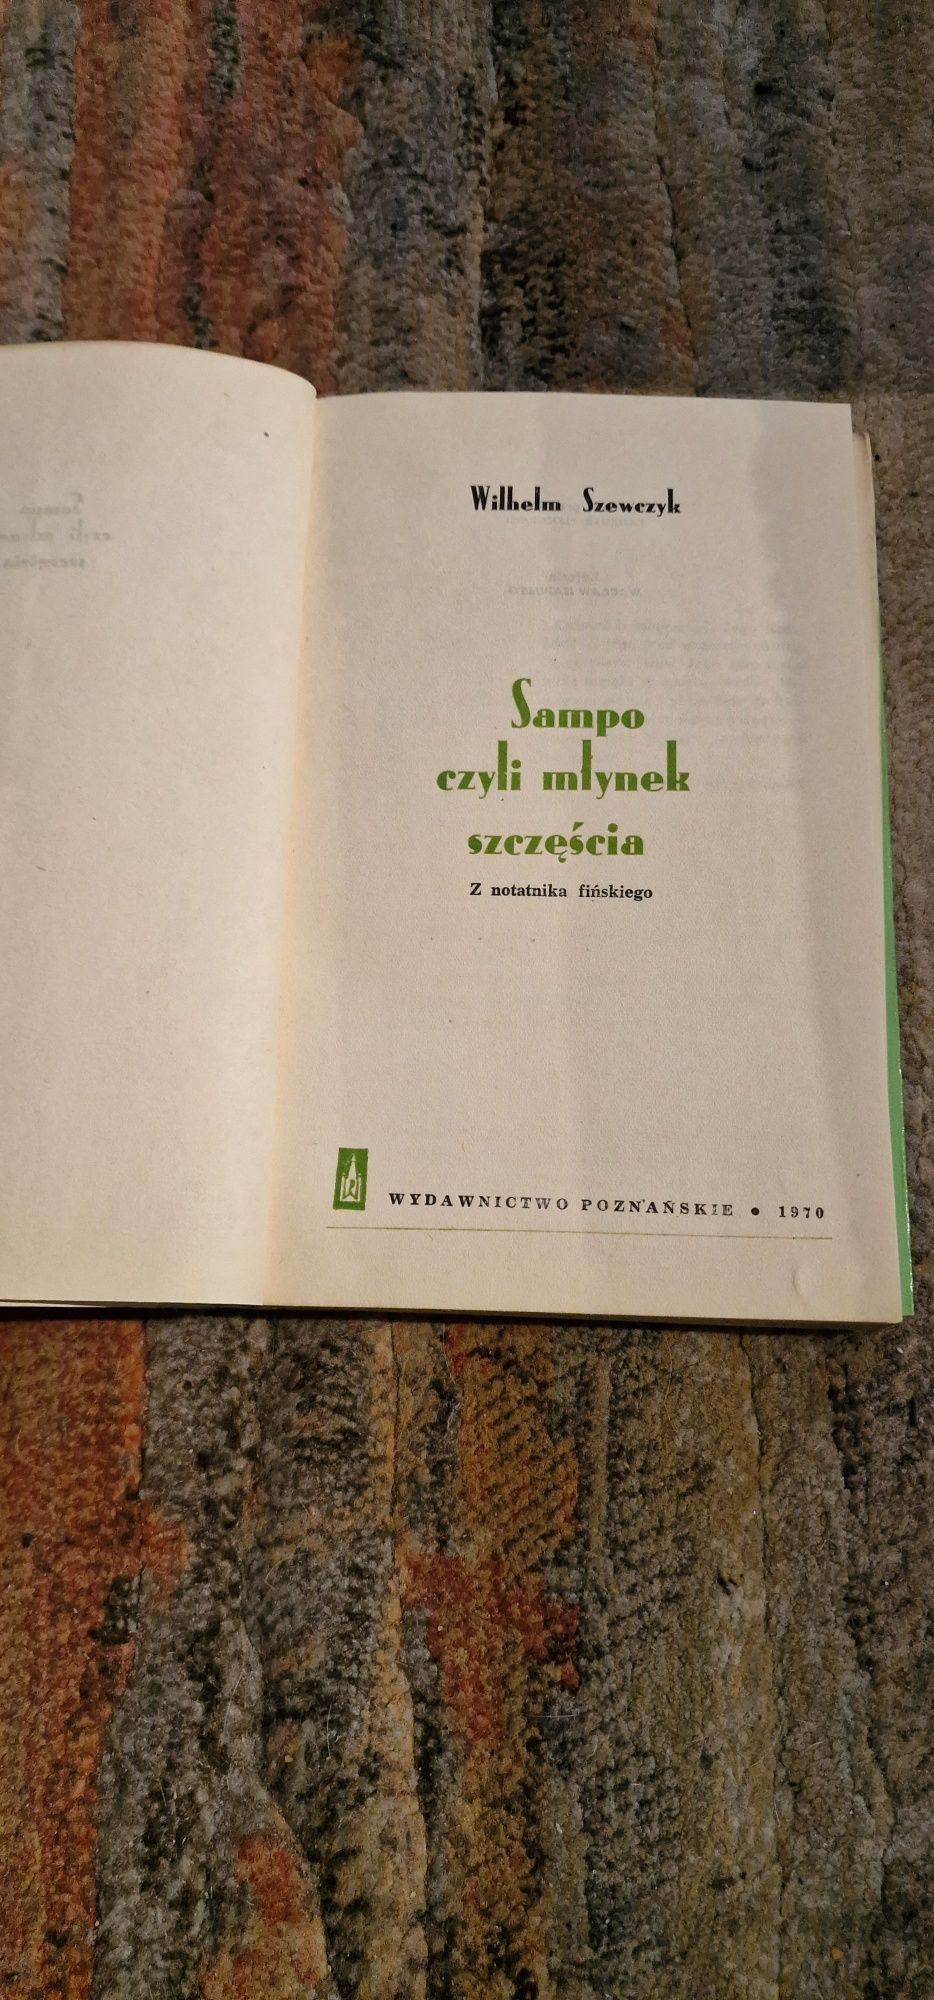 Wilhelm Szewczyk
Sampo
czyli młynek
szczęścia
Z notatnika fińskiego
WYDAWNICTWO POZNAŃSKIE • 1970